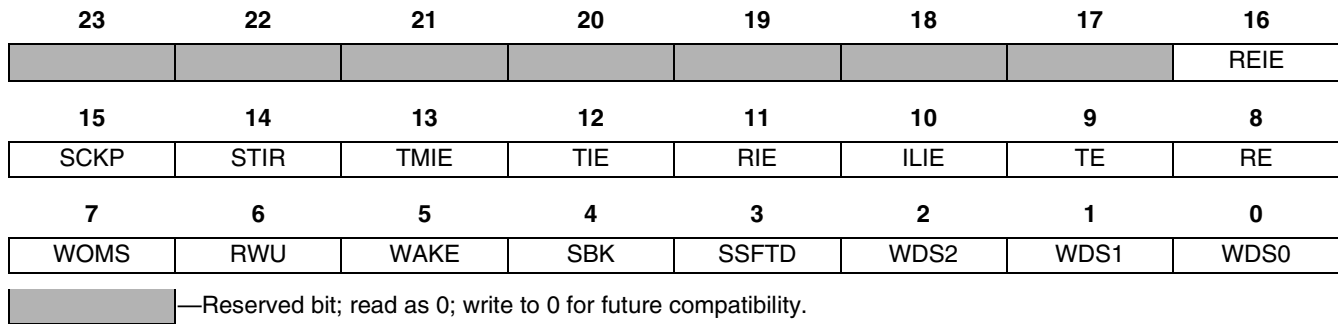 23 22 21 20 19 18 17 16
REIE
15 14 13 12 11 10 9 8
SCKP STIR TMIE TIE RIE ILIE TE RE
7 6 5 4 3 2 1 0
WOMS RWU WAKE SBK SSFTD WDS2 WDS1 WDS0
—Reserved bit; read as 0; write to 0 for future compatibility.